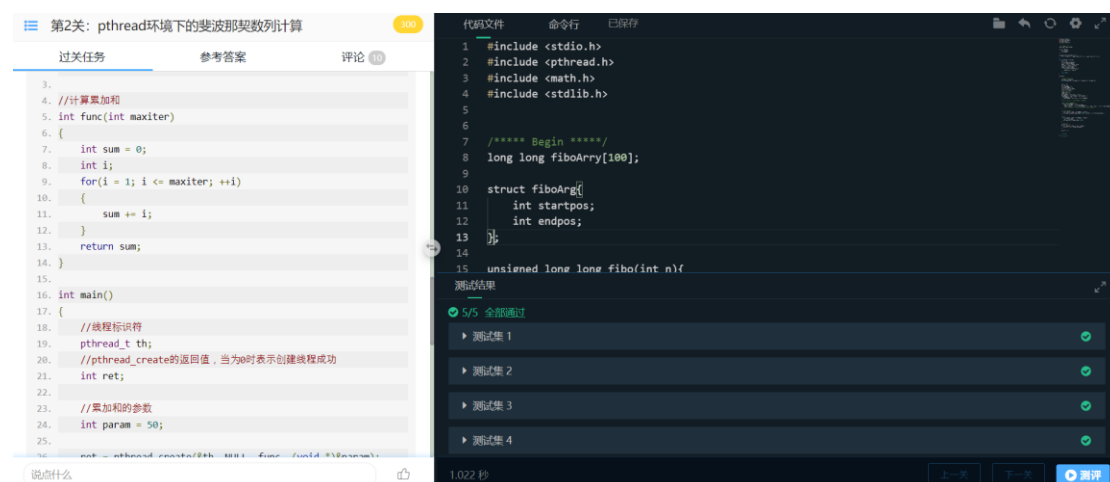 第2关：pthread环境下的斐波那契数列计算
300
过关任务
参考答案
评论 10
3.
4. //计算累加和
5. int func(int maxiter)
6. {
7. int sum = 0;
8. int i;
9. for(i = 1; i <= maxiter; ++i)
10. {
11. sum += i;
12. }
13. return sum;
14. }
15.
16. int main()
17. {
18. //线程标识符
19. pthread_t th;
20. //pthread_create的返回值，当为0时表示创建线程成功
21. int ret;
22.
23. //累加和的参数
24. int param = 50;
25.
26. ret = pthread_create(&th, NULL, func, (void *)&param);
说点什么
代码文件
命令行
已保存
1 #include <stdio.h>
2 #include <pthread.h>
3 #include <math.h>
4 #include <stdlib.h>
5
6
7 /***** Begin *****/
8 long long fiboArry[100];
9
10 struct fiboArg{
11 int startpos;
12 int endpos;
13 };
14
15 unsigned long long fibo(int n){
测试结果
5/5 全部通过
测试集 1
测试集 2
测试集 3
测试集 4
1.022 秒
上一关
下一关
测评